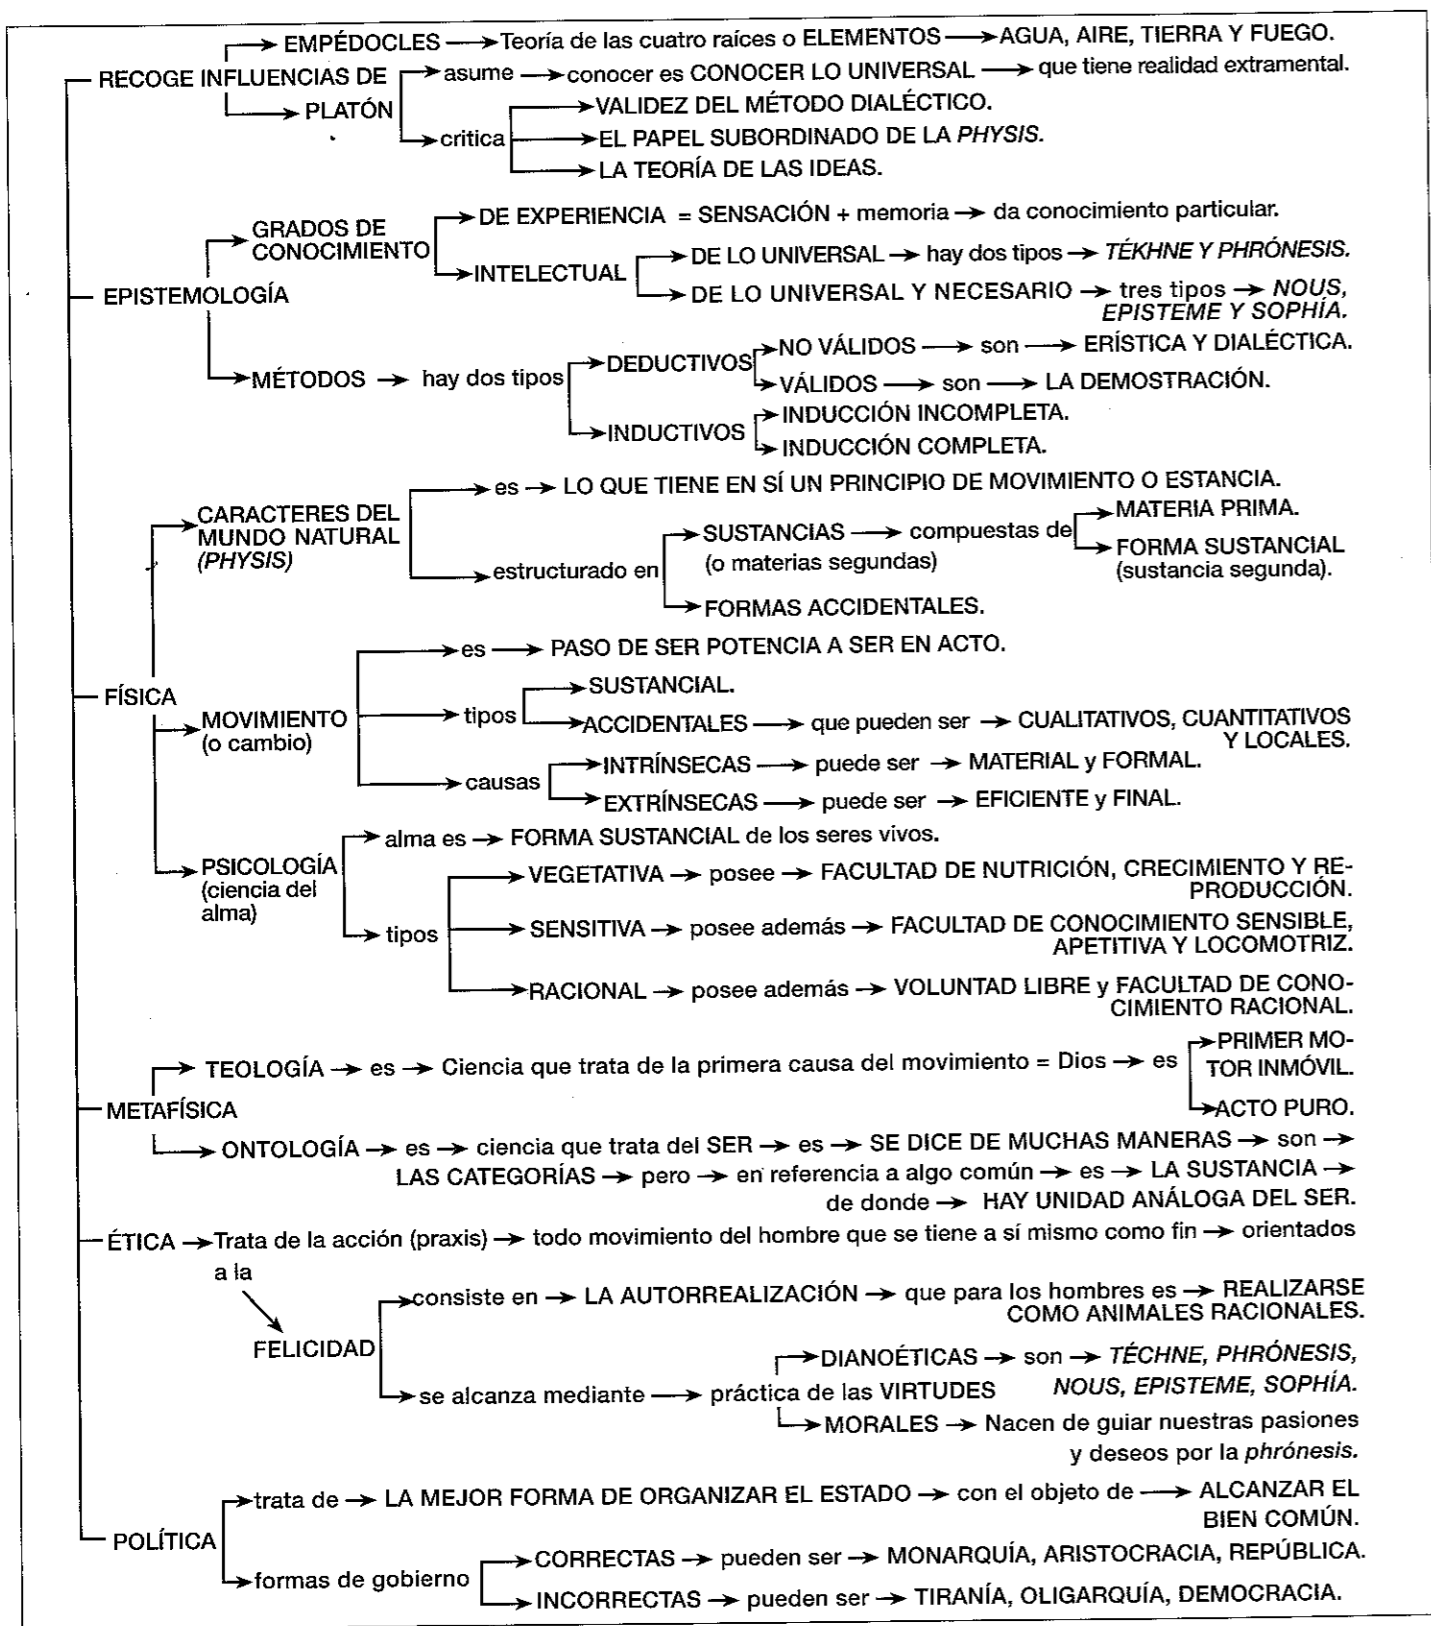 EMPÉDOCLES → Teoría de las cuatro raíces o ELEMENTOS → AGUA, AIRE, TIERRA Y FUEGO.
RECOGE INFLUENCIAS DE
asume → conocer es CONOCER LO UNIVERSAL → que tiene realidad extramental.
PLATÓN
VALIDEZ DEL MÉTODO DIALÉCTICO.
critica → EL PAPEL SUBORDINADO DE LA PHYSIS.
LA TEORÍA DE LAS IDEAS.
GRADOS DE
CONOCIMIENTO
DE EXPERIENCIA = SENSACIÓN + memoria → da conocimiento particular.
INTELECTUAL
DE LO UNIVERSAL → hay dos tipos → TÉKHNE Y PHRÓNESIS.
EPISTEMOLOGÍA
DE LO UNIVERSAL Y NECESARIO → tres tipos → NOUS,
EPISTEME Y SOPHÍA.
MÉTODOS → hay dos tipos
DEDUCTIVOS
NO VÁLIDOS → son → ERÍSTICA Y DIALÉCTICA.
VÁLIDOS → son → LA DEMOSTRACIÓN.
INDUCTIVOS
INDUCCIÓN INCOMPLETA.
INDUCCIÓN COMPLETA.
CARACTERES DEL
MUNDO NATURAL
(PHYSIS)
es → LO QUE TIENE EN SÍ UN PRINCIPIO DE MOVIMIENTO O ESTANCIA.
estructurado en
SUSTANCIAS → compuestas de
(o materias segundas)
MATERIA PRIMA.
FORMA SUSTANCIAL
(sustancia segunda).
FORMAS ACCIDENTALES.
FÍSICA
MOVIMIENTO
(o cambio)
es → PASO DE SER POTENCIA A SER EN ACTO.
tipos
SUSTANCIAL.
ACCIDENTALES → que pueden ser → CUALITATIVOS, CUANTITATIVOS
Y LOCALES.
causas
INTRÍNSECAS → puede ser → MATERIAL y FORMAL.
EXTRÍNSECAS → puede ser → EFICIENTE y FINAL.
PSICOLOGÍA
(ciencia del
alma)
alma es → FORMA SUSTANCIAL de los seres vivos.
tipos
VEGETATIVA → posee → FACULTAD DE NUTRICIÓN, CRECIMIENTO Y RE-
PRODUCCIÓN.
SENSITIVA → posee además → FACULTAD DE CONOCIMIENTO SENSIBLE,
APETITIVA Y LOCOMOTRIZ.
RACIONAL → posee además → VOLUNTAD LIBRE y FACULTAD DE CONO-
CIMIENTO RACIONAL.
METAFÍSICA
TEOLOGÍA → es → Ciencia que trata de la primera causa del movimiento = Dios → es
PRIMER MO-
TOR INMÓVIL.
ACTO PURO.
ONTOLOGÍA → es → ciencia que trata del SER → es → SE DICE DE MUCHAS MANERAS → son →
LAS CATEGORÍAS → pero → en referencia a algo común → es → LA SUSTANCIA →
de donde → HAY UNIDAD ANÁLOGA DEL SER.
ÉTICA → Trata de la acción (praxis) → todo movimiento del hombre que se tiene a sí mismo como fin → orientados
a la
FELICIDAD
consiste en → LA AUTORREALIZACIÓN → que para los hombres es → REALIZARSE
COMO ANIMALES RACIONALES.
se alcanza mediante → práctica de las VIRTUDES
DIANOÉTICAS → son → TÉCHNE, PHRÓNESIS,
NOUS, EPISTEME, SOPHÍA.
MORALES → Nacen de guiar nuestras pasiones
y deseos por la phrónesis.
POLÍTICA
trata de → LA MEJOR FORMA DE ORGANIZAR EL ESTADO → con el objeto de → ALCANZAR EL
BIEN COMÚN.
formas de gobierno
CORRECTAS → pueden ser → MONARQUÍA, ARISTOCRACIA, REPÚBLICA.
INCORRECTAS → pueden ser → TIRANÍA, OLIGARQUÍA, DEMOCRACIA.